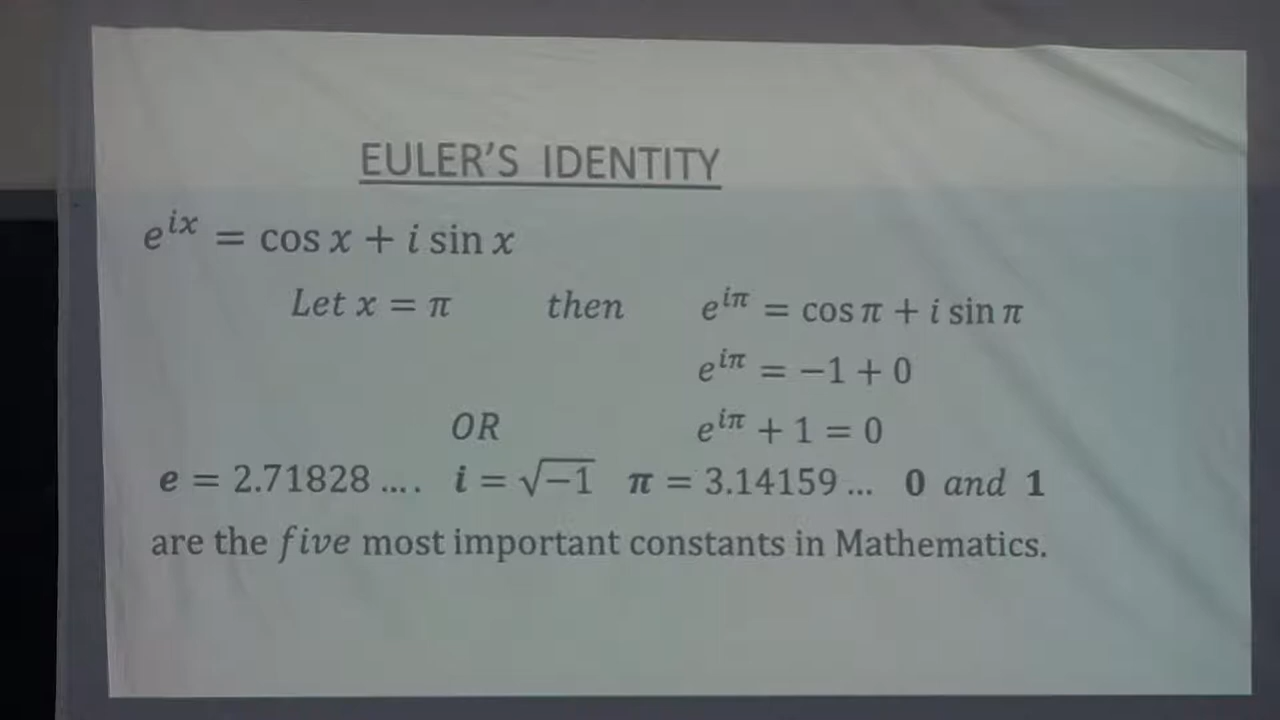 EULER'S IDENTITY
e^{ix} = cos x + i sin x
Let x = π then e^{iπ} = cos π + i sin π
e^{iπ} = −1 + 0
OR e^{iπ} + 1 = 0
e = 2.71828 .... i = √−1 π = 3.14159 ... 0 and 1
are the five most important constants in Mathematics.